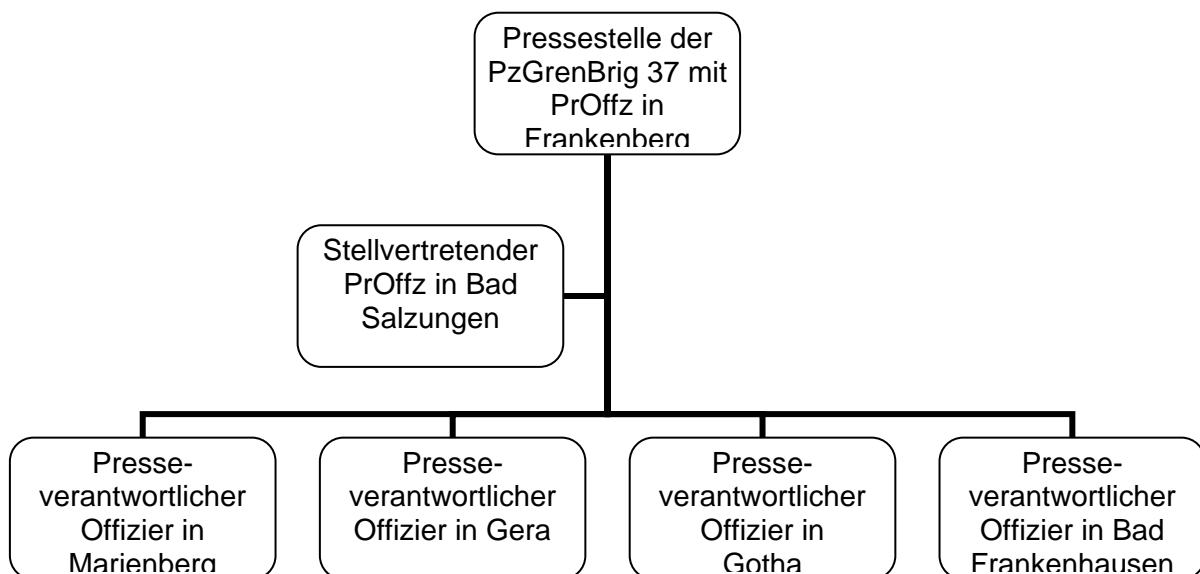 Pressestelle der
PzGrenBrig 37 mit
PrOffz in
Frankenberg
Stellvertretender
PrOffz in Bad
Salzungen
Presse-
verantwortlicher
Offizier in
Marienberg
Presse-
verantwortlicher
Offizier in Gera
Presse-
verantwortlicher
Offizier in
Gotha
Presse-
verantwortlicher
Offizier in Bad
Frankenhausen